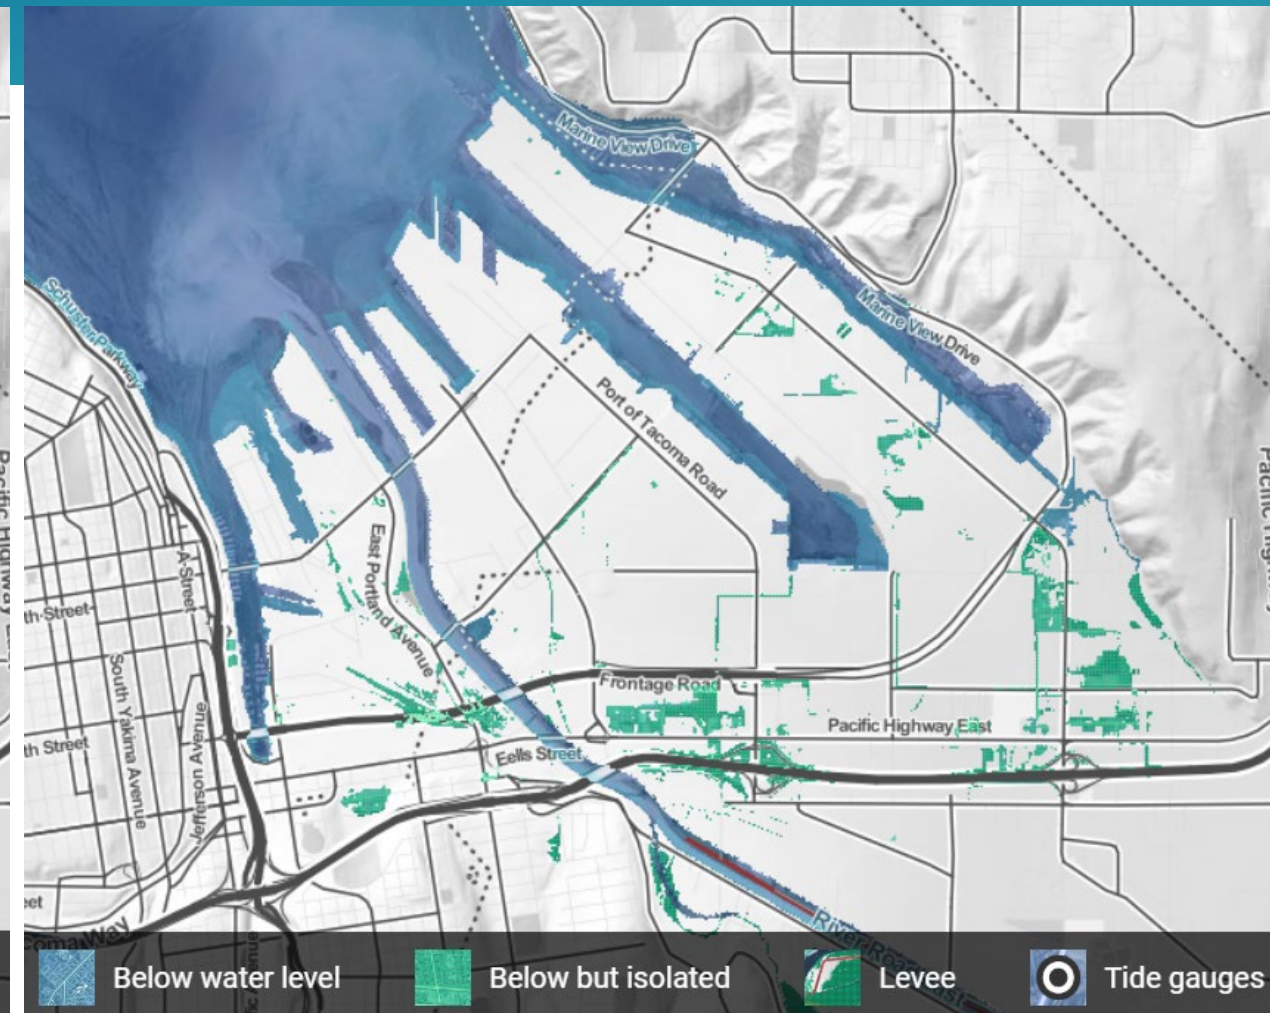 Marine View Drive
Schuster Parkway
Marine View Drive
Port of Tacoma Road
A Street
East Portland Avenue
South Yakima Avenue
Jefferson Avenue
Frontage Road
Pacific Highway East
Eells Street
th Street
th Street
River Road East
Below water level
Below but isolated
Levee
Tide gauges